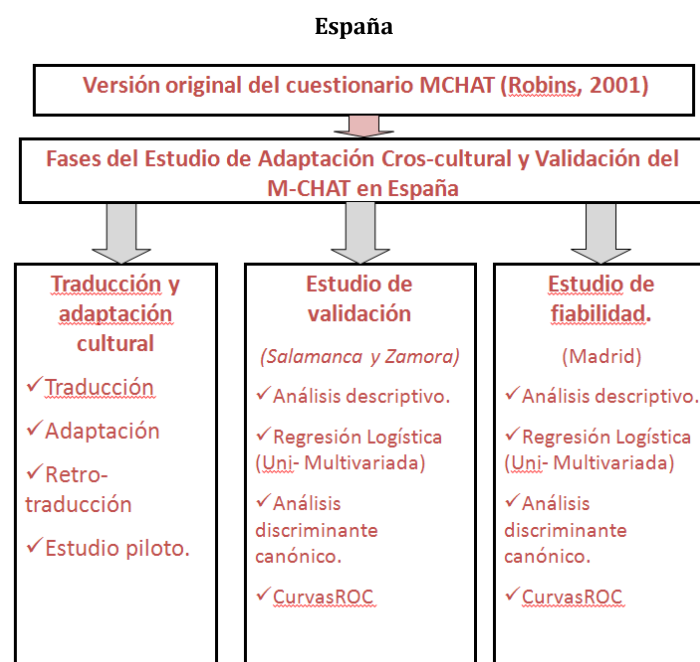 España
Versión original del cuestionario MCHAT (Robins, 2001)
Fases del Estudio de Adaptación Cros-cultural y Validación del
M-CHAT en España
Traducción y
adaptación
cultural
✓Traducción
✓Adaptación
✓Retro-
traducción
✓Estudio piloto.
Estudio de
validación
(Salamanca y Zamora)
✓Análisis descriptivo.
✓Regresión Logística
(Uni- Multivariada)
✓Análisis
discriminante
canónico.
✓CurvasROC
Estudio de
fiabilidad.
(Madrid)
✓Análisis descriptivo.
✓Regresión Logística
(Uni- Multivariada)
✓Análisis
discriminante
canónico.
✓CurvasROC